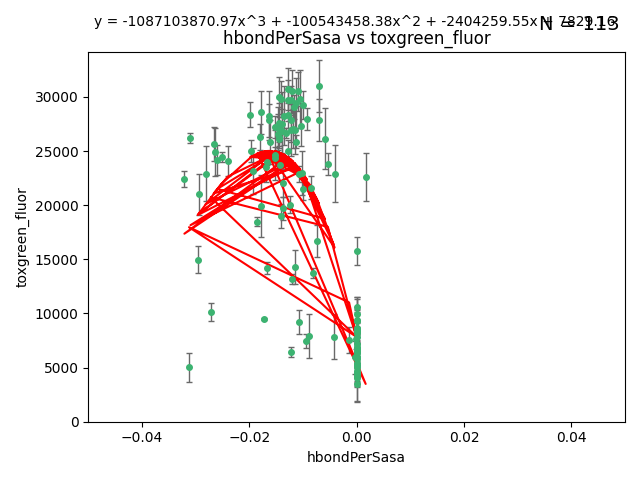 y = -1087103870.97x^3 + -100543458.38x^2 + -2404259.55x + 7829.16
N = 113
hbondPerSasa vs toxgreen_fluor
30000
25000
20000
15000
10000
5000
0
toxgreen_fluor
-0.04
-0.02
0.00
0.02
0.04
hbondPerSasa